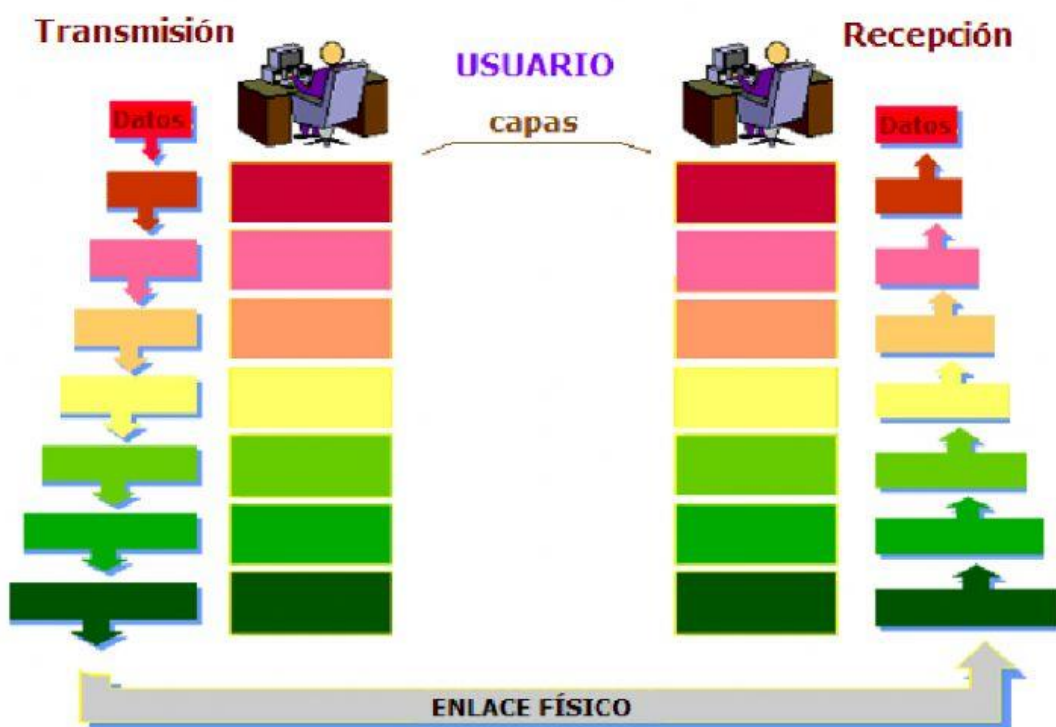 Transmisión
USUARIO
Recepción
capas
Datos
Datos
ENLACE FÍSICO